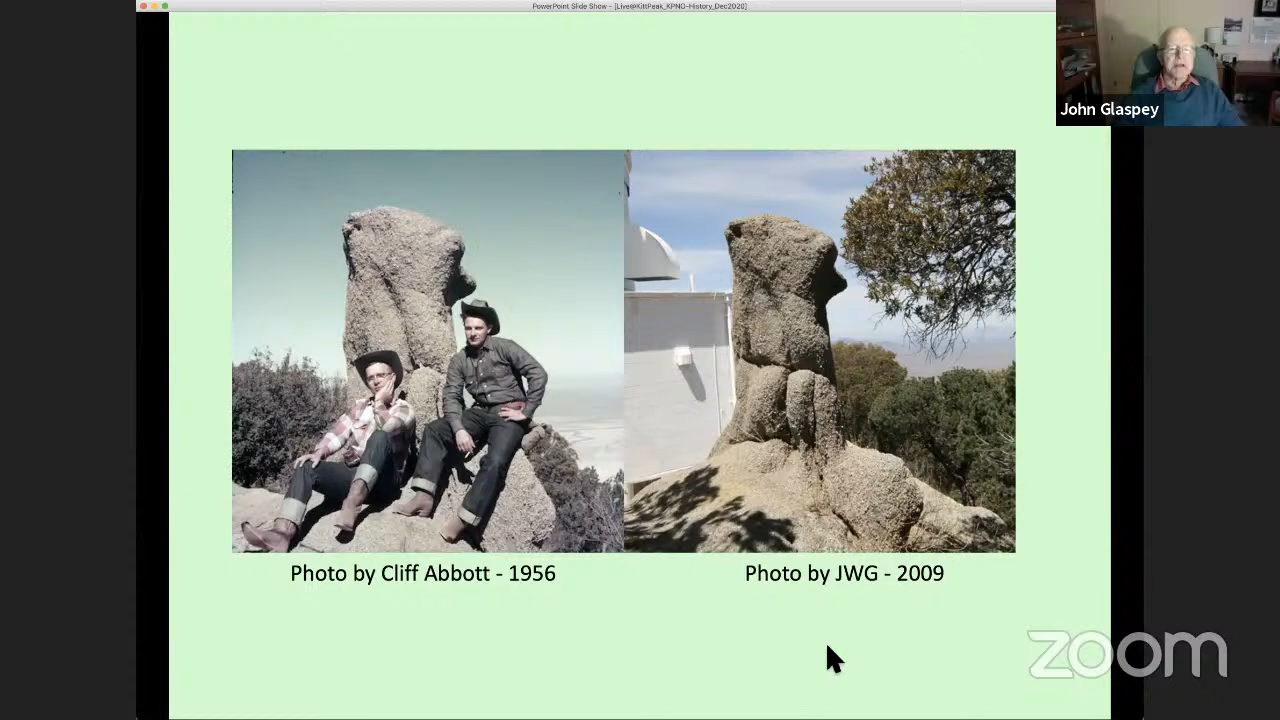 PowerPoint Slide Show - [Live@KittPeak_KPNO-History_Dec2020]
John Glaspey
Photo by Cliff Abbott - 1956
Photo by JWG - 2009
zoom